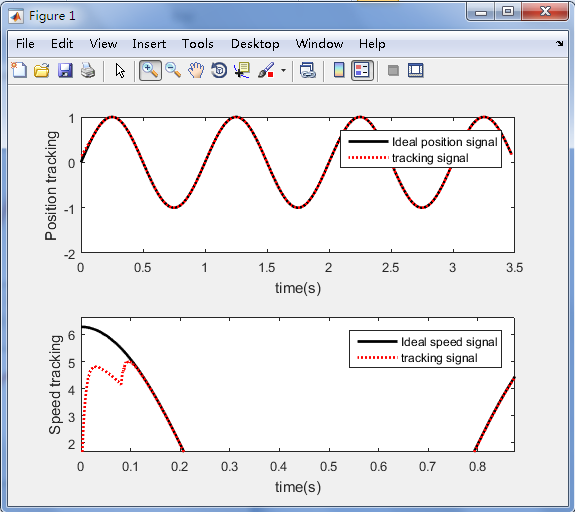 Figure 1
File Edit View Insert Tools Desktop Window Help
Position tracking
1
0
-1
-2
Ideal position signal
tracking signal
0 0.5 1 1.5 2 2.5 3 3.5
time(s)
Speed tracking
6
5
4
3
2
Ideal speed signal
tracking signal
0 0.1 0.2 0.3 0.4 0.5 0.6 0.7 0.8
time(s)